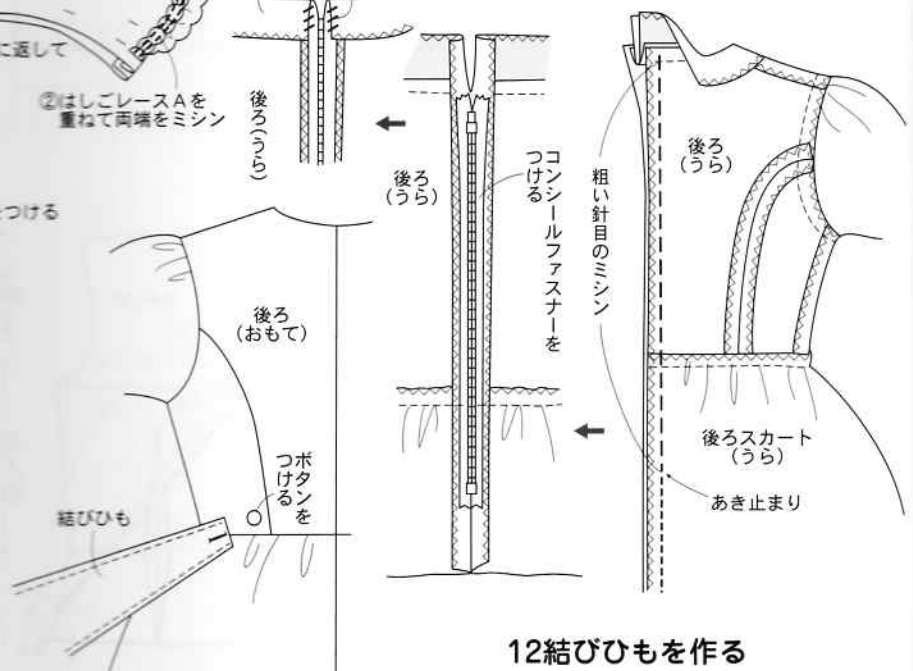 に返して
②はしごレースAを
重ねて両端をミシン
つける
後ろ(うら)
後ろ
(うら)
コンシールファスナーを
つける
粗い針目のミシン
後ろ
(うら)
後ろスカート
(うら)
あき止まり
後ろ
(おもて)
ボタンを
つける
結びひも
12結びひもを作る